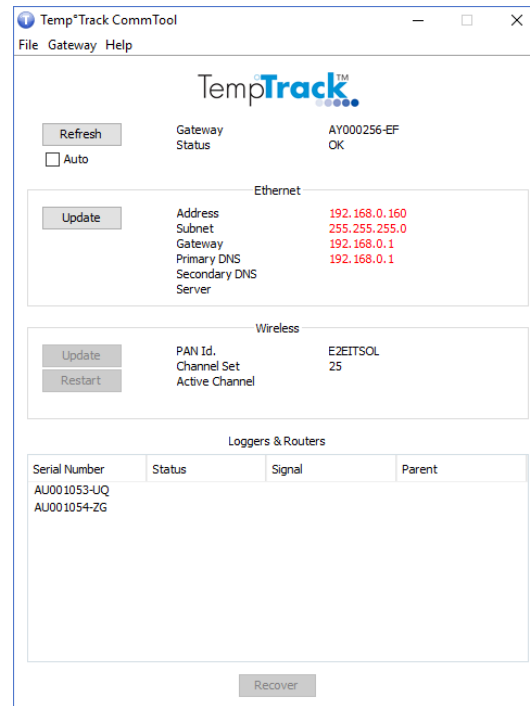 Temp°Track CommTool
File Gateway Help
TempTrack™
Refresh
Gateway AY000256-EF
Status OK
Auto
Ethernet
Update
Address 192.168.0.160
Subnet 255.255.255.0
Gateway 192.168.0.1
Primary DNS 192.168.0.1
Secondary DNS
Server
Wireless
Update
PAN Id. E2EITSOL
Channel Set 25
Restart
Active Channel
Loggers & Routers
Serial Number Status Signal Parent
AU001053-UQ
AU001054-ZG
Recover